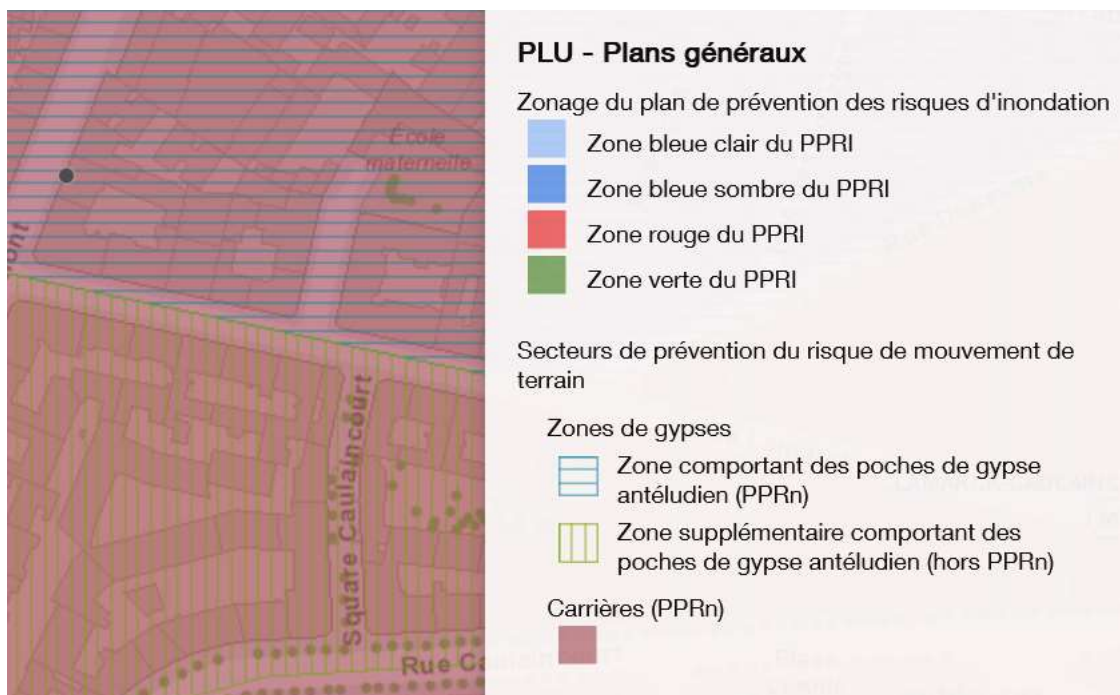 École
maternelle
ont
Square Caulaincourt
Rue Caulaincourt
PLU - Plans généraux
Zonage du plan de prévention des risques d'inondation
Zone bleue clair du PPRI
Zone bleue sombre du PPRI
Zone rouge du PPRI
Zone verte du PPRI
Secteurs de prévention du risque de mouvement de
terrain
Zones de gypses
Zone comportant des poches de gypse
antéludien (PPRn)
Zone supplémentaire comportant des
poches de gypse antéludien (hors PPRn)
Carrières (PPRn)